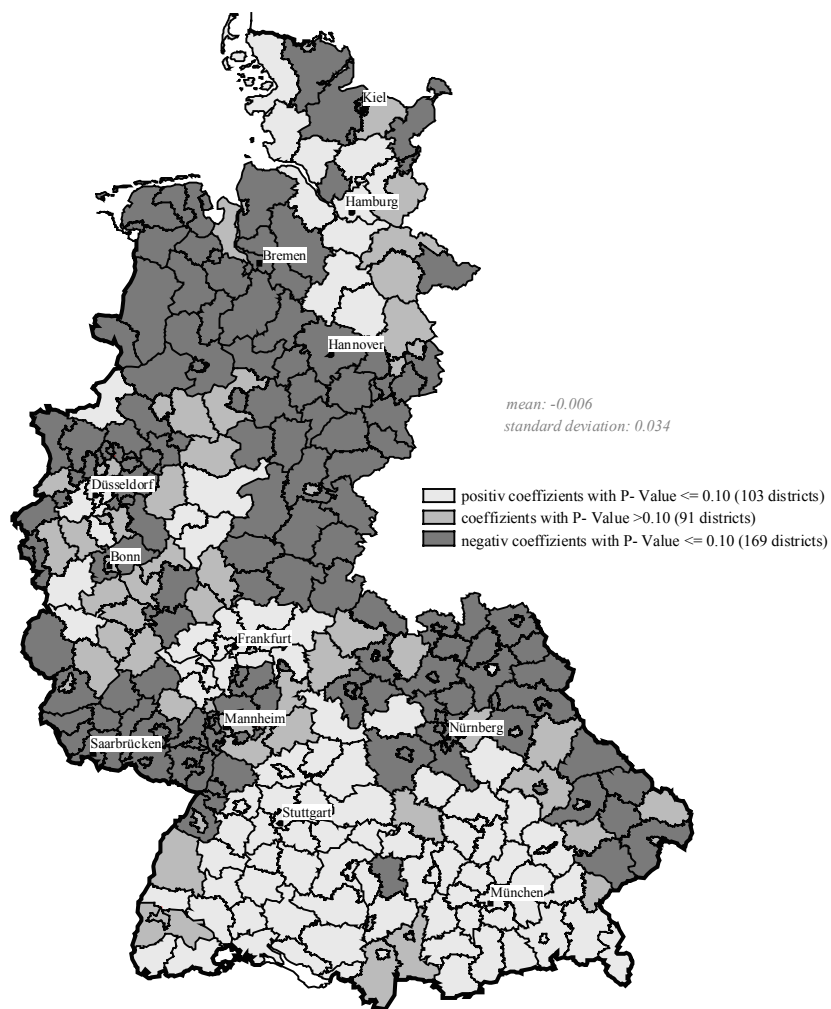 Kiel
Hamburg
Bremen
Hannover
mean: -0.006
standard deviation: 0.034
Düsseldorf
positiv coeffizients with P- Value <= 0.10 (103 districts)
coeffizients with P- Value >0.10 (91 districts)
negativ coeffizients with P- Value <= 0.10 (169 districts)
Bonn
Frankfurt
Mannheim
Nürnberg
Saarbrücken
Stuttgart
München